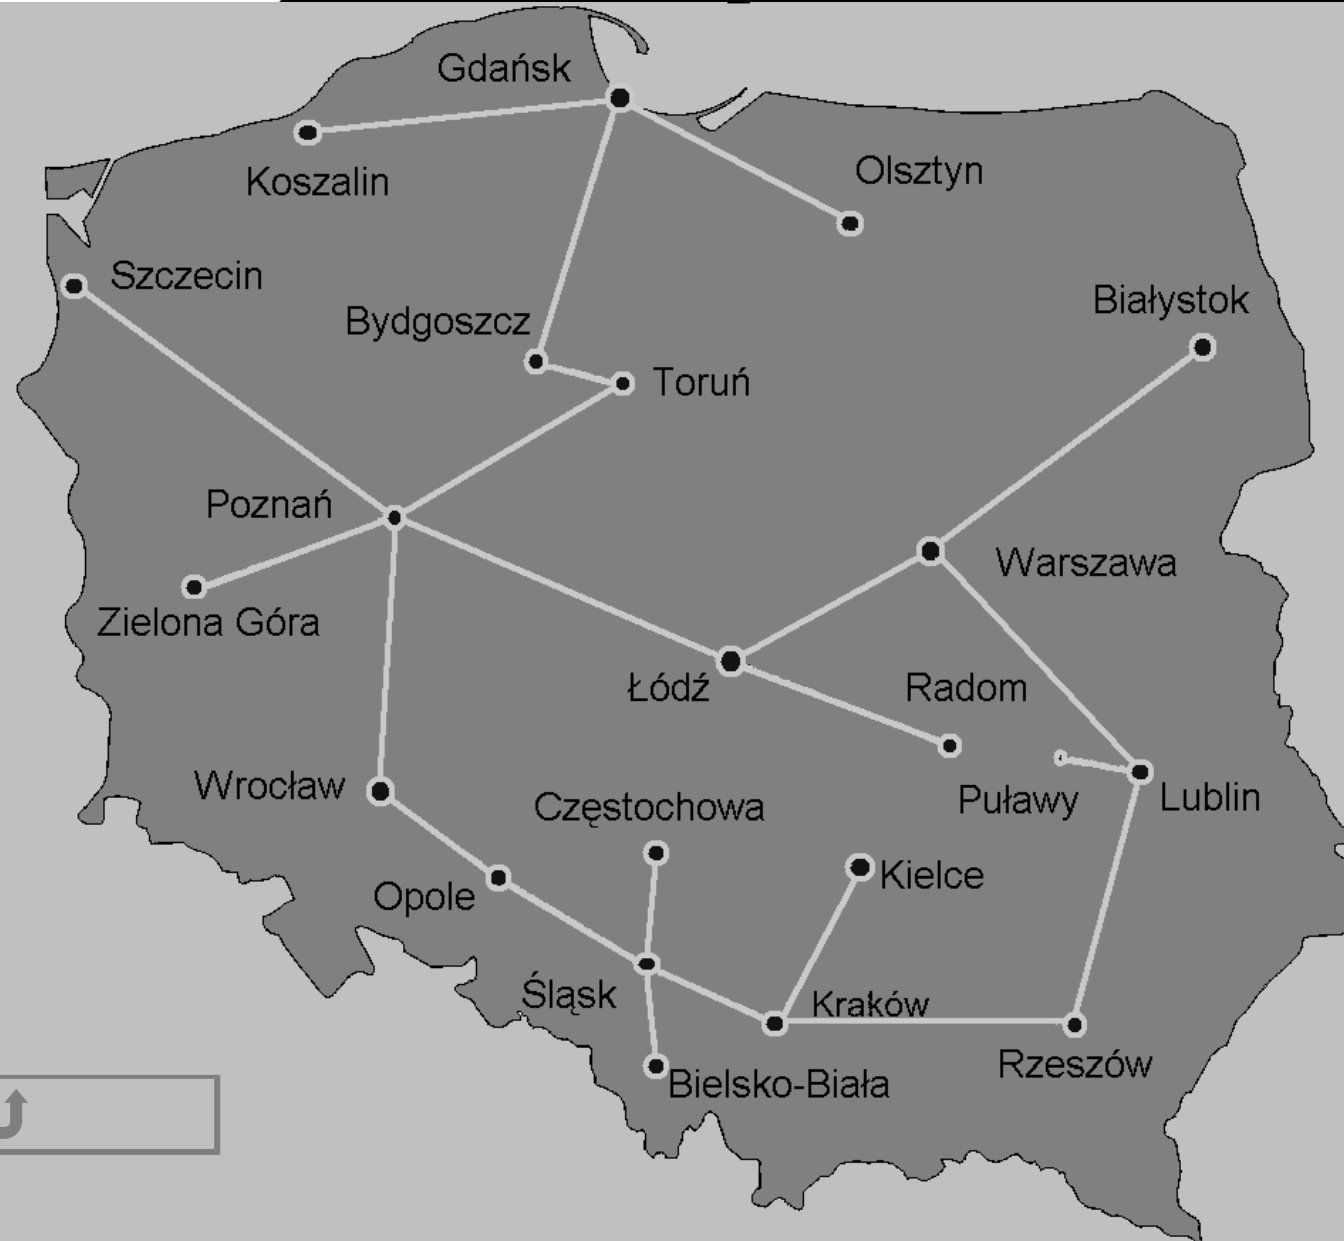 Gdańsk
Koszalin
Olsztyn
Szczecin
Białystok
Bydgoszcz
Toruń
Poznań
Warszawa
Zielona Góra
Łódź
Radom
Wrocław
Częstochowa
Puławy
Lublin
Opole
Kielce
Śląsk
Kraków
Rzeszów
Bielsko-Biała